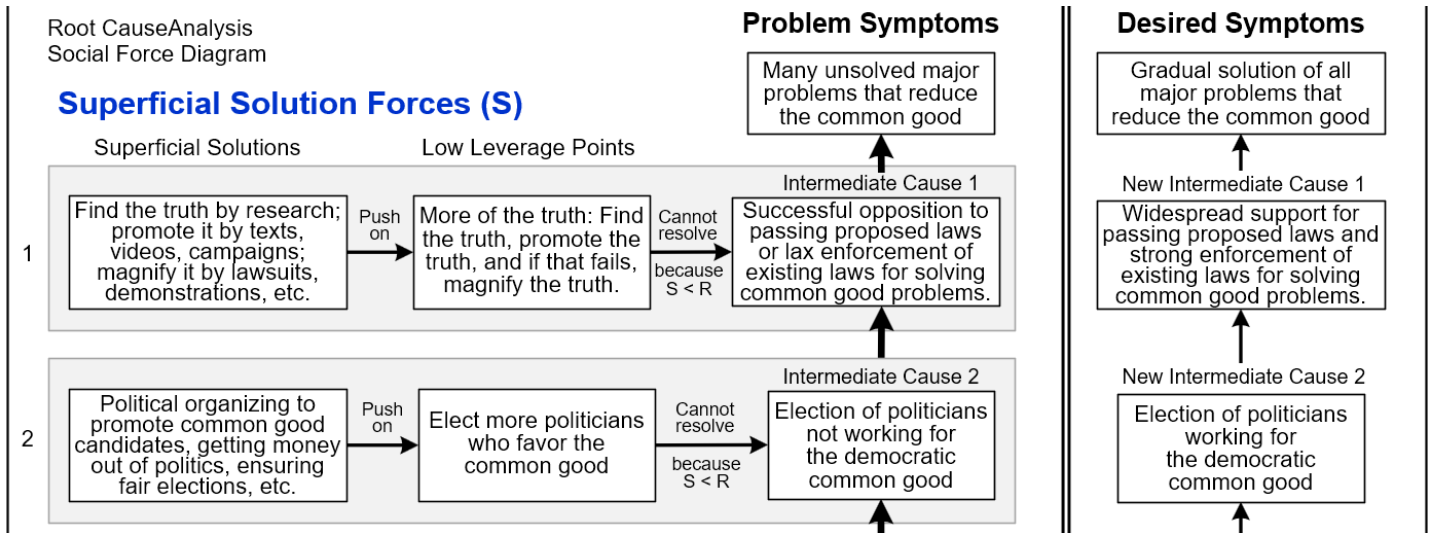 Root CauseAnalysis
Social Force Diagram
Superficial Solution Forces (S)
Superficial Solutions
Low Leverage Points
Problem Symptoms
Many unsolved major
problems that reduce
the common good
1
Find the truth by research;
promote it by texts,
videos, campaigns;
magnify it by lawsuits,
demonstrations, etc.
Push
on
More of the truth: Find
the truth, promote the
truth, and if that fails,
magnify the truth.
Cannot
resolve
because
S < R
Intermediate Cause 1
Successful opposition to
passing proposed laws
or lax enforcement of
existing laws for solving
common good problems.
2
Political organizing to
promote common good
candidates, getting money
out of politics, ensuring
fair elections, etc.
Push
on
Elect more politicians
who favor the
common good
Cannot
resolve
because
S < R
Intermediate Cause 2
Election of politicians
not working for
the democratic
common good
Desired Symptoms
Gradual solution of all
major problems that
reduce the common good
New Intermediate Cause 1
Widespread support for
passing proposed laws and
strong enforcement of
existing laws for solving
common good problems.
New Intermediate Cause 2
Election of politicians
working for
the democratic
common good